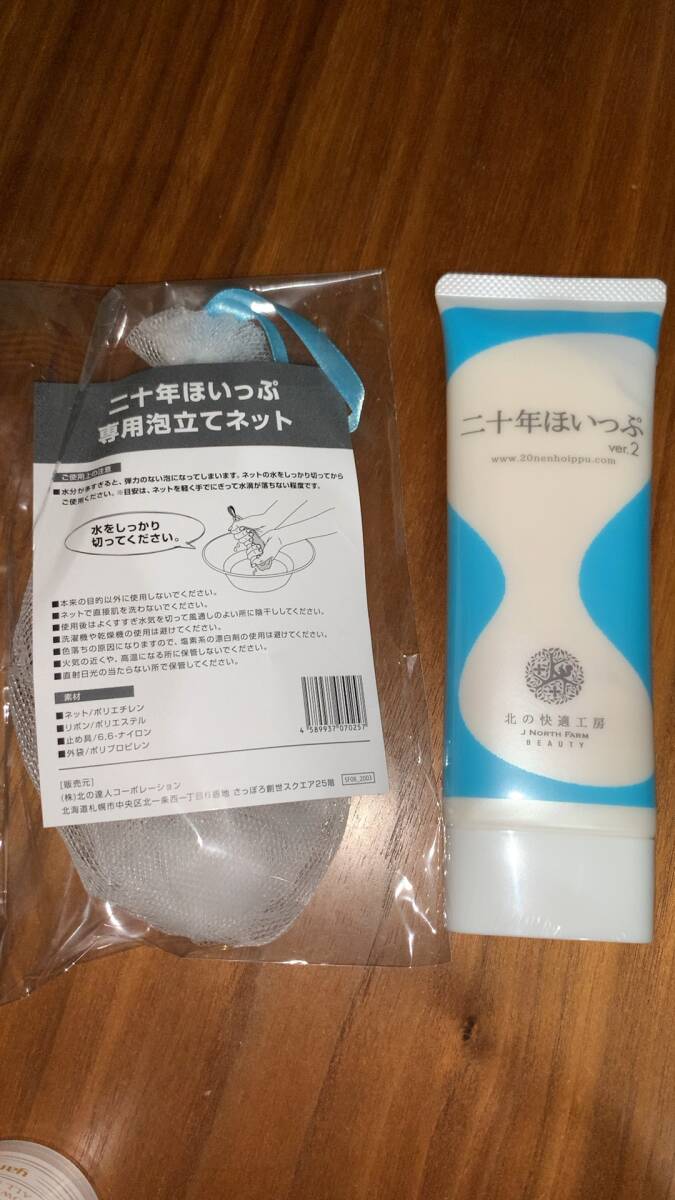 二十年ほいっぷ
専用泡立てネット
ご使用上の注意
■水分が多すぎると、弾力のない泡になってしまいます。ネットの水をしっかり切ってから
ご使用ください。※目安は、ネットを軽く手でにぎって水滴が落ちない程度です。
水をしっかり
切ってください。
■本来の目的以外に使用しないでください。
■ネットで直接肌を洗わないでください。
■使用後はよくすすぎ水気を切って風通しのよい所に陰干ししてください。
■洗濯機や乾燥機の使用は避けてください。
■色落ちの原因になりますので、塩素系の漂白剤の使用は避けてください。
■火気の近くや、高温になる所に保管しないでください。
■直射日光の当たらない所で保管してください。
素材
■ネット/ポリエチレン
■リボン/ポリエステル
■止め具/6,6-ナイロン
■外袋/ポリプロピレン
4 589937 070257
[販売元]
(株)北の達人コーポレーション
北海道札幌市中央区北一条西一丁目6番地 さっぽろ創世スクエア25階
SF08_2003
二十年ほいっぷ
ver.2
www.20nenhoippu.com
北の快適工房
J NORTH FARM
BEAUTY